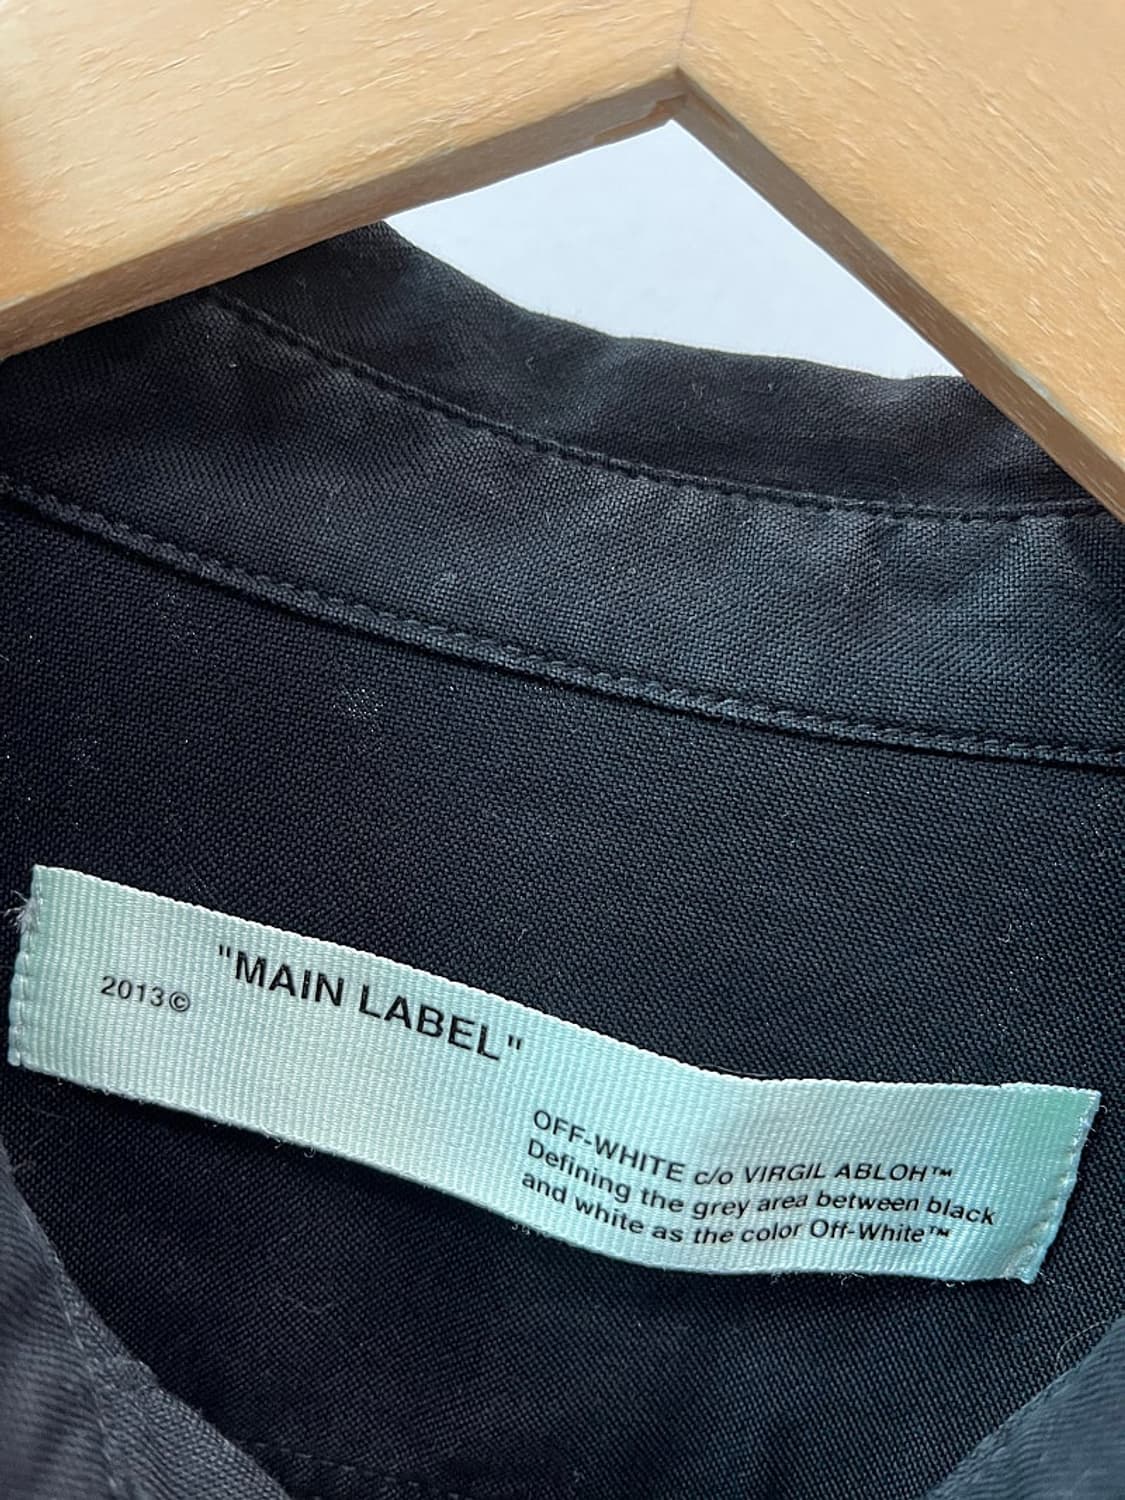 "MAIN LABEL"
2013©
OFF-WHITE c/o VIRGIL ABLOH™
Defining the grey area between black
and white as the color Off-White™